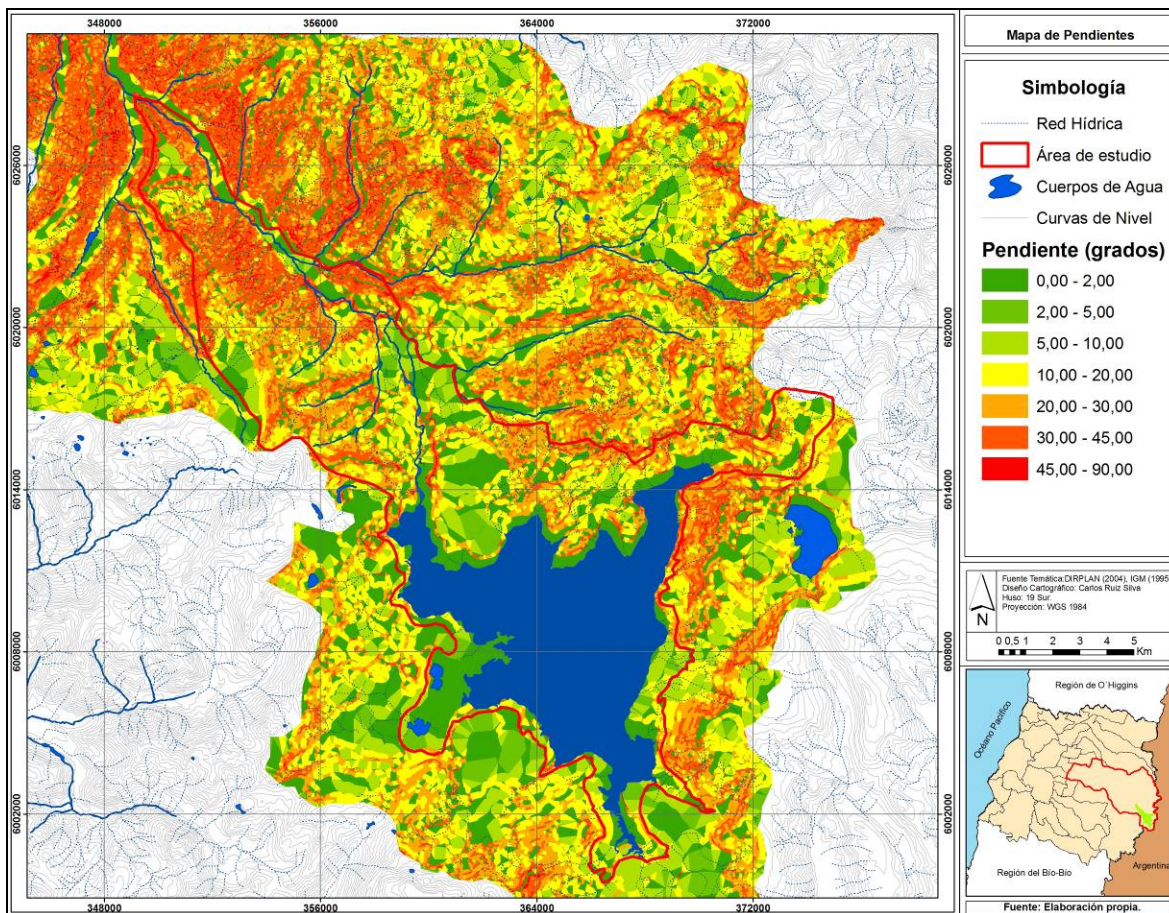 348000 356000 364000 372000
6026000 6026000
6020000 6020000
6014000 6014000
6008000 6008000
6002000 6002000
348000 356000 364000 372000
Mapa de Pendientes
Simbología
Red Hídrica
Área de estudio
Cuerpos de Agua
Curvas de Nivel
Pendiente (grados)
0,00 - 2,00
2,00 - 5,00
5,00 - 10,00
10,00 - 20,00
20,00 - 30,00
30,00 - 45,00
45,00 - 90,00
N
Fuente Temática:DIRPLAN (2004), IGM (1995
Diseño Cartográfico: Carlos Ruiz Silva
Huso: 19 Sur.
Proyección: WGS 1984
0 0,5 1 2 3 4 5
Km
Región de O´Higgins
Océano Pacífico
Argentina
Región del Bío-Bío
Fuente: Elaboración propia.